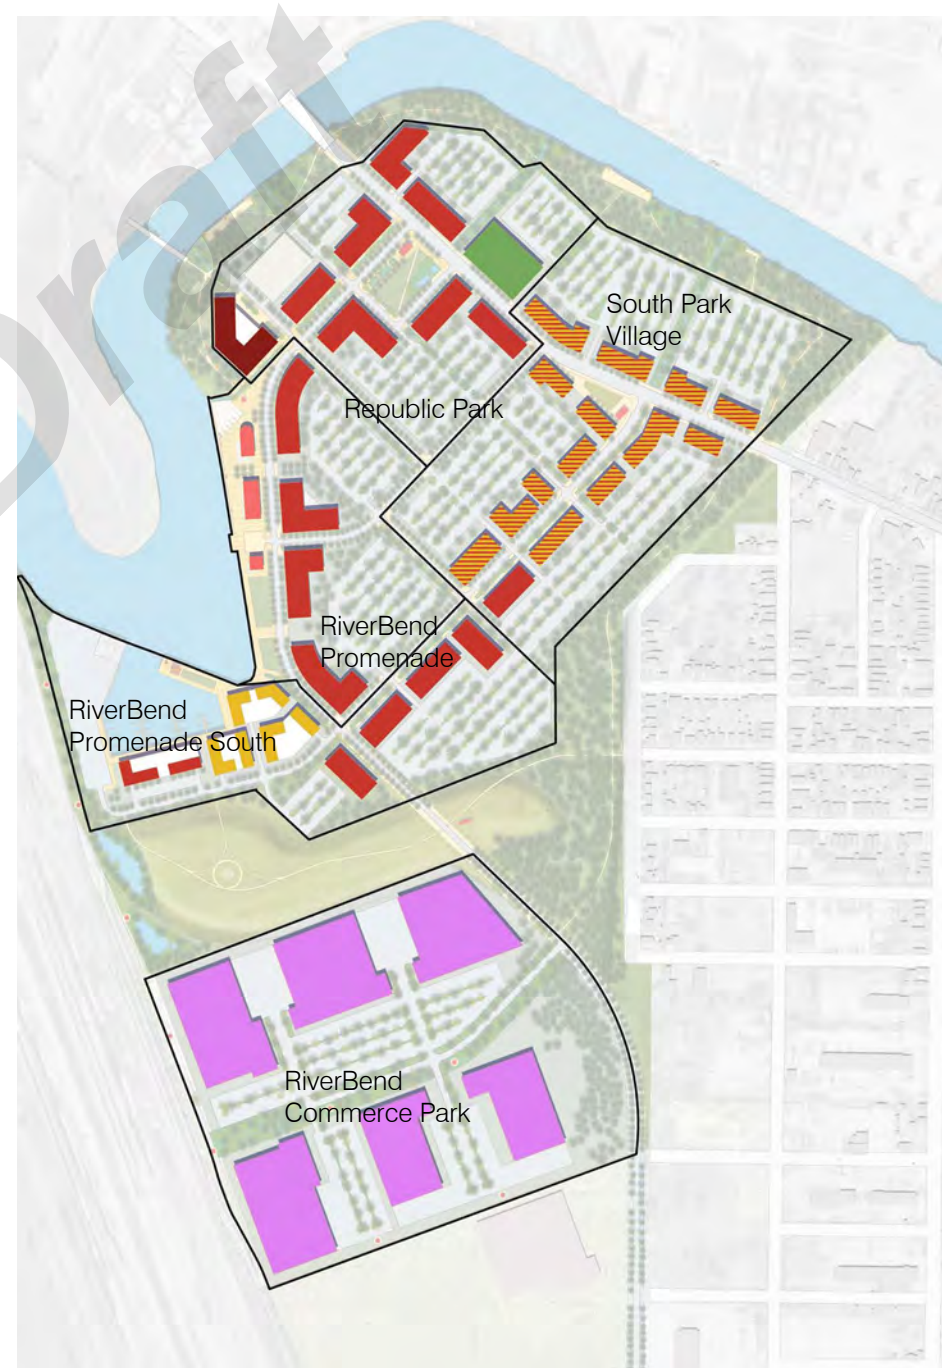 Draft
South Park
Village
Republic Park
RiverBend
Promenade
RiverBend
Promenade South
RiverBend
Commerce Park